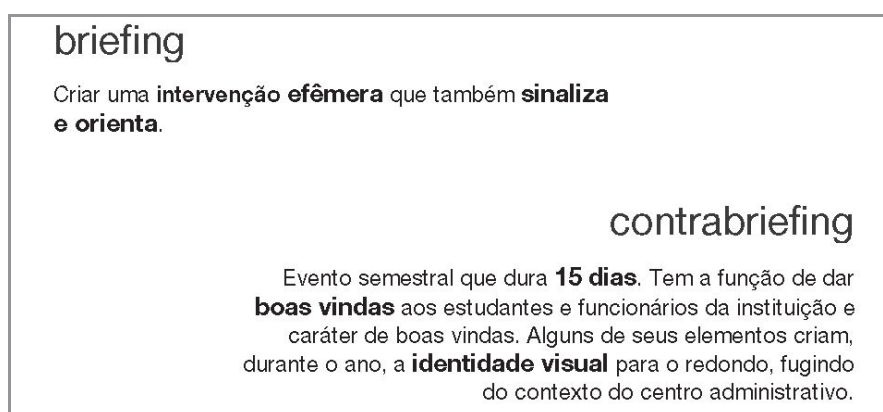 briefing
Criar uma intervenção efêmera que também sinaliza
e orienta.
contrabriefing
Evento semestral que dura 15 dias. Tem a função de dar
boas vindas aos estudantes e funcionários da instituição e
caráter de boas vindas. Alguns de seus elementos criam,
durante o ano, a identidade visual para o redondo, fugindo
do contexto do centro administrativo.